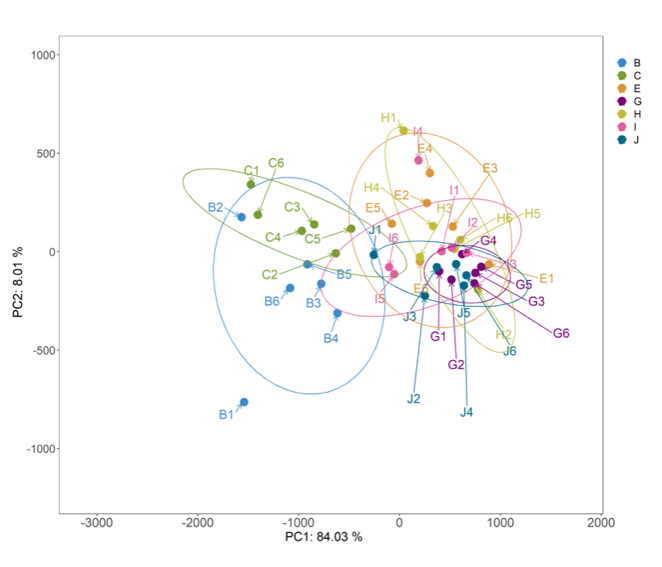 1000
500
0
-500
-1000
-3000
-2000
-1000
0
1000
2000
PC1: 84.03 %
PC2: 8.01 %
B
C
E
G
H
I
J
H1
I4
E4
E3
C1
C6
B2
C3
C4
C5
C2
B5
B6
B3
B4
B1
H4
E2
I1
E5
H3
I2
H6
H5
J1
I6
G4
I5
I3
E1
G5
G3
J3
J5
G1
H2
G6
J6
G2
J2
J4